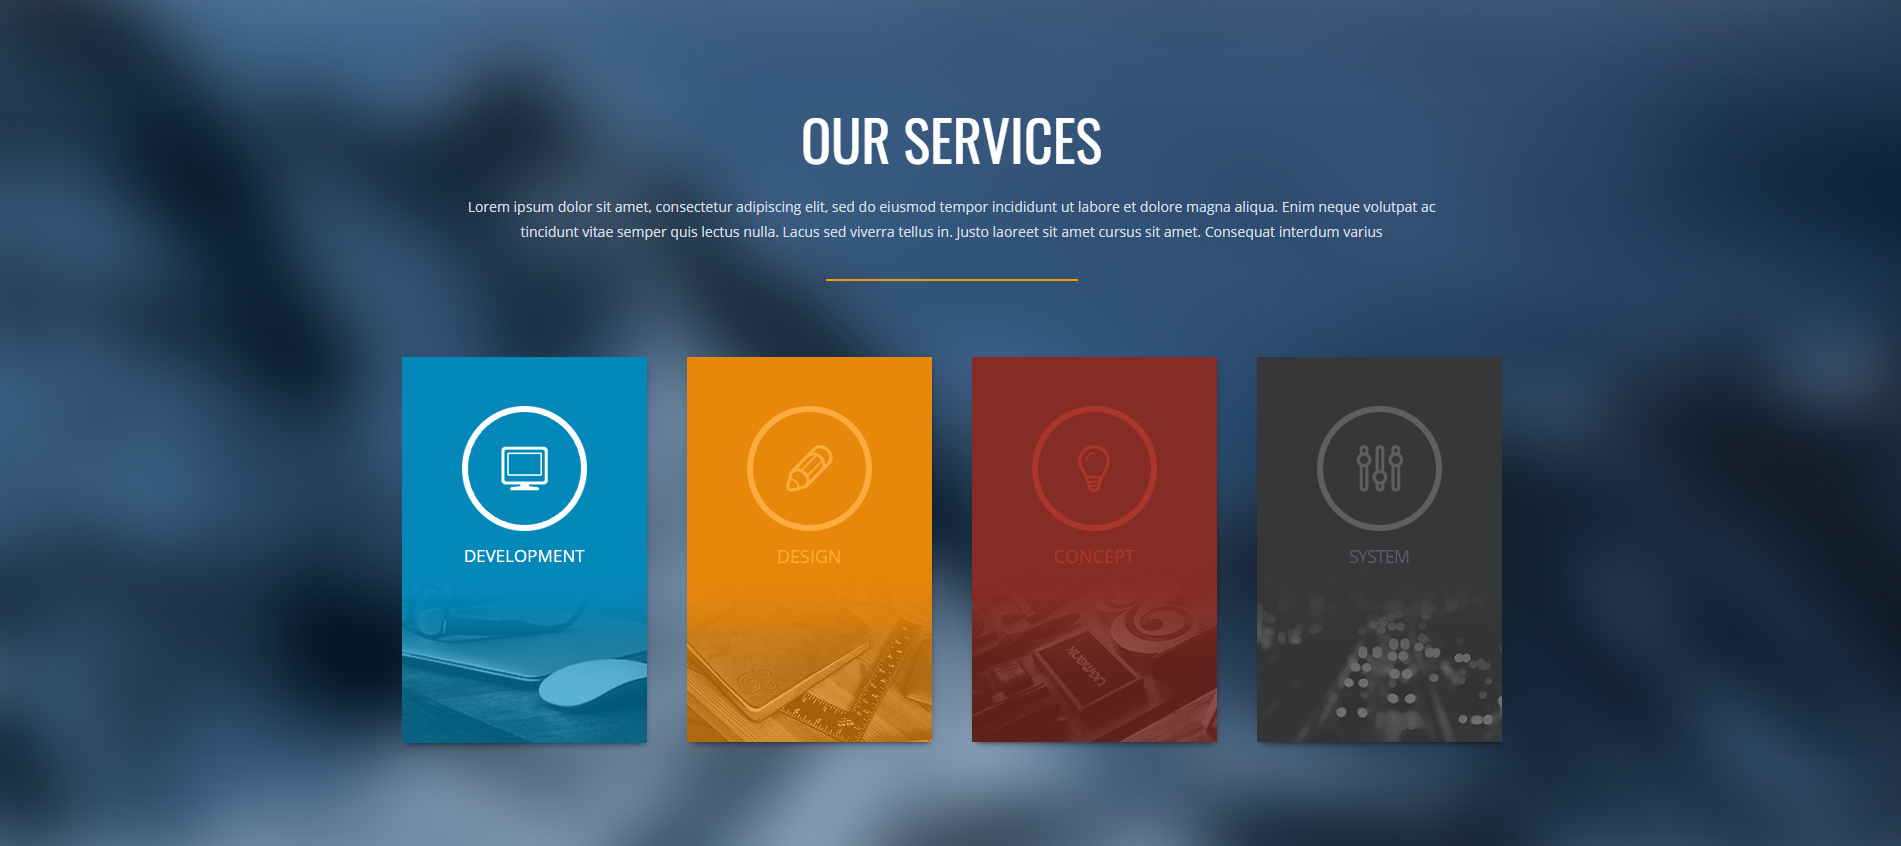 OUR SERVICES
Lorem ipsum dolor sit amet, consectetur adipiscing elit, sed do eiusmod tempor incididunt ut labore et dolore magna aliqua. Enim neque volutpat ac
tincidunt vitae semper quis lectus nulla. Lacus sed viverra tellus in. Justo laoreet sit amet cursus sit amet. Consequat interdum varius
DEVELOPMENT
DESIGN
CONCEPT
SYSTEM